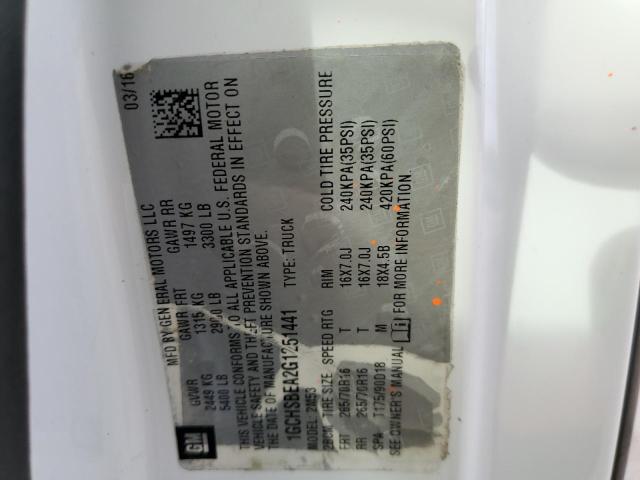 GM
MFD BY GENERAL MOTORS LLC 03/16
GVWR GAWR FRT GAWR RR
2449 KG 1315 KG 1497 KG
5400 LB 2900 LB 3300 LB
THIS VEHICLE CONFORMS TO ALL APPLICABLE U.S. FEDERAL MOTOR
VEHICLE SAFETY AND THEFT PREVENTION STANDARDS IN EFFECT ON
THE DATE OF MANUFACTURE SHOWN ABOVE.
1GCHSBEA2G1251441 TYPE: TRUCK
MODEL: TIRE SIZE SPEED RTG RIM COLD TIRE PRESSURE
FRT 265/70R16 T 16X7.0J 240KPA(35PSI)
RR 265/70R16 T 16X7.0J 240KPA(35PSI)
SPA T175/90D18 M 18X4.5B 420KPA(60PSI)
SEE OWNER'S MANUAL FOR MORE INFORMATION.